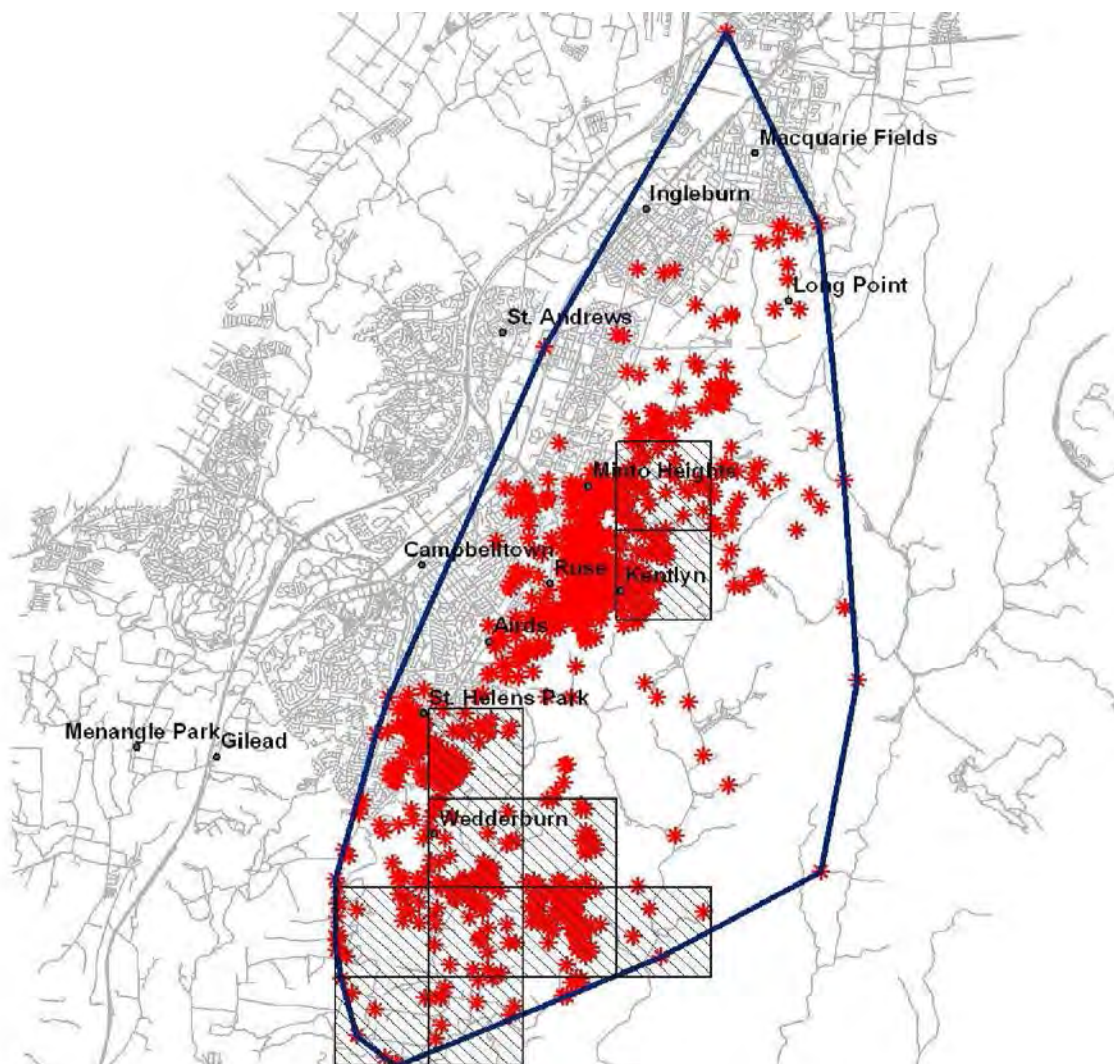 Macquarie Fields
Ingleburn
Long Point
St. Andrews
Minto Heights
Campbelltown
Ruse
Kentlyn
Airds
St. Helens Park
Menangle Park
Gilead
Wedderburn